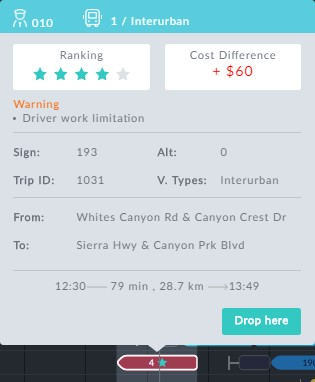 010 1 / Interurban
Ranking Cost Difference
+ $60
Warning
• Driver work limitation
Sign: 193 Alt: 0
Trip ID: 1031 V. Types: Interurban
From: Whites Canyon Rd & Canyon Crest Dr
To: Sierra Hwy & Canyon Prk Blvd
12:30 79 min , 28.7 km 13:49
Drop here
4